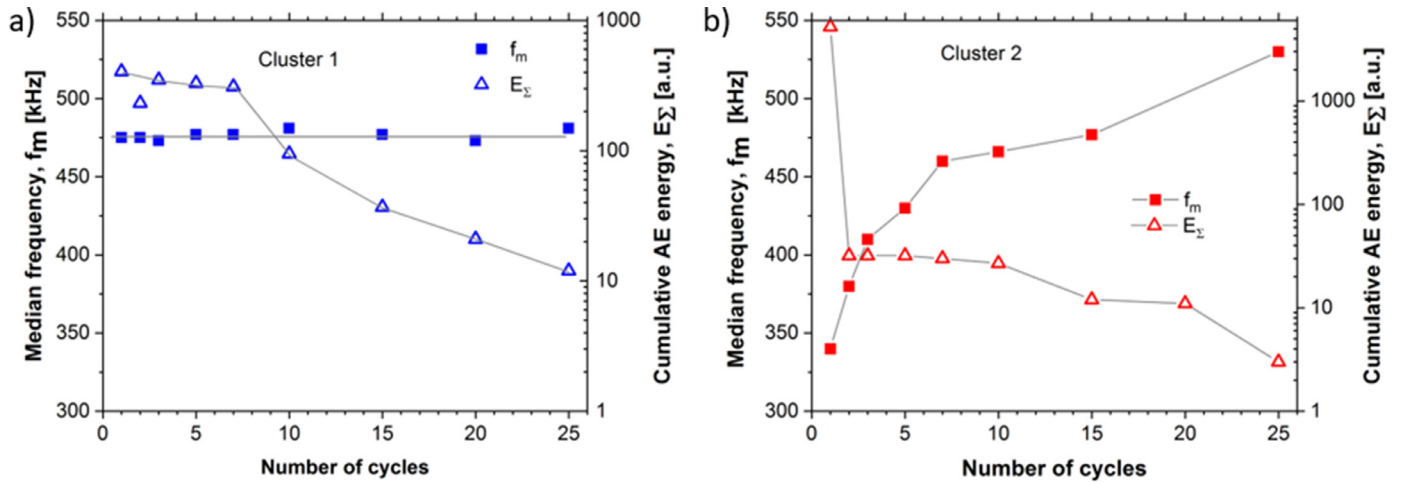 a)
Cluster 1
fm
EΣ
550
500
450
400
350
300
Median frequency, fm [kHz]
1000
100
10
1
Cumulative AE energy, EΣ [a.u.]
0 5 10 15 20 25
Number of cycles
b)
Cluster 2
fm
EΣ
550
500
450
400
350
300
Median frequency, fm [kHz]
1000
100
10
1
Cumulative AE energy, EΣ [a.u.]
0 5 10 15 20 25
Number of cycles